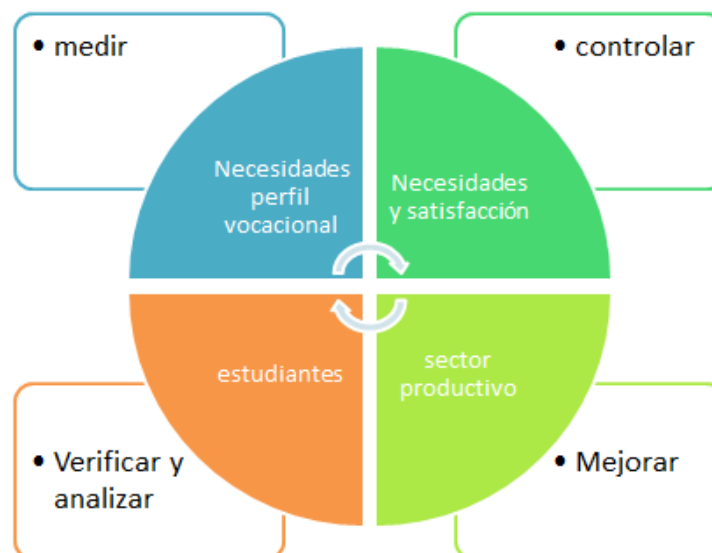 • medir
• controlar
Necesidades
perfil
vocacional
Necesidades
y satisfacción
estudiantes
sector
productivo
• Verificar y
analizar
• Mejorar